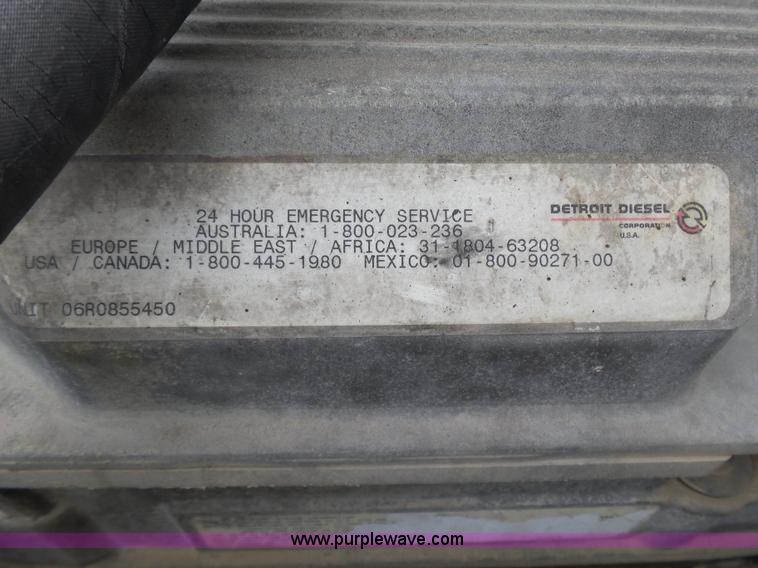 24 HOUR EMERGENCY SERVICE
AUSTRALIA: 1-800-023-236
EUROPE / MIDDLE EAST / AFRICA: 31-1804-63208
USA / CANADA: 1-800-445-1980 MEXICO: 01-800-90271-00
UNIT 06R0855450
DETROIT DIESEL
CORPORATION
U.S.A.
www.purplewave.com